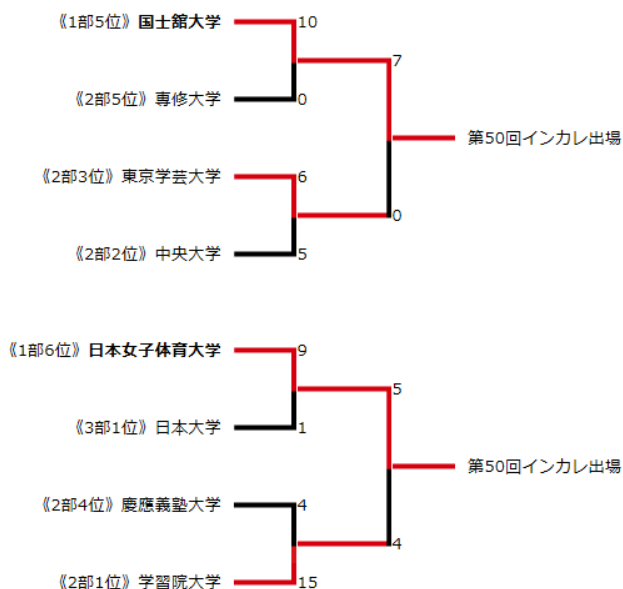 《1部5位》国士舘大学 10
7
《2部5位》専修大学 0
第50回インカレ出場
《2部3位》東京学芸大学 6
0
《2部2位》中央大学 5
《1部6位》日本女子体育大学 9
5
《3部1位》日本大学 1
第50回インカレ出場
《2部4位》慶應義塾大学 4
4
《2部1位》学習院大学 15